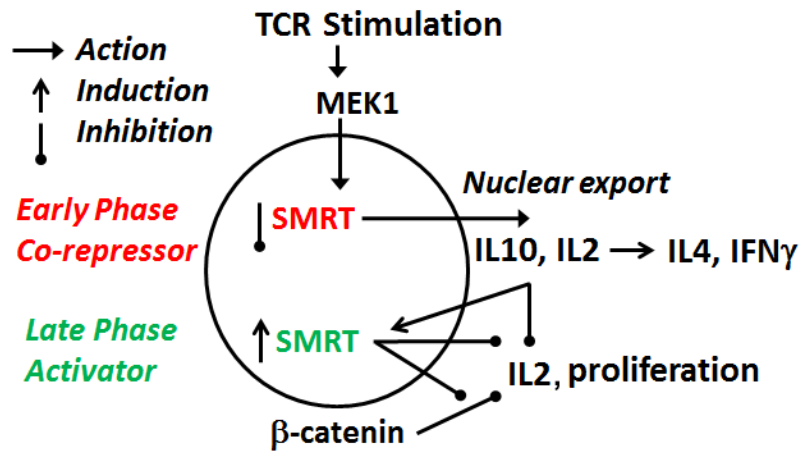 TCR Stimulation
Action
Induction
Inhibition
MEK1
Nuclear export
Early Phase
Co-repressor
SMRT
IL10, IL2
IL4, IFNγ
Late Phase
Activator
SMRT
IL2, proliferation
β-catenin